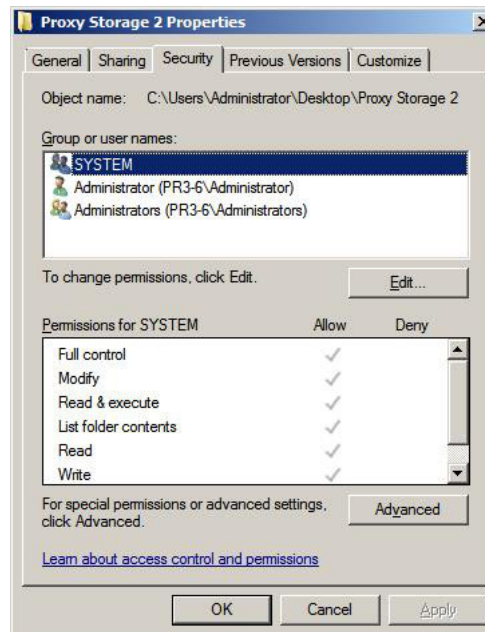 Proxy Storage 2 Properties
General Sharing Security Previous Versions Customize
Object name: C:\Users\Administrator\Desktop\Proxy Storage 2
Group or user names:
SYSTEM
Administrator (PR3-6\Administrator)
Administrators (PR3-6\Administrators)
To change permissions, click Edit.
Edit...
Permissions for SYSTEM Allow Deny
Full control
Modify
Read & execute
List folder contents
Read
Write
For special permissions or advanced settings,
click Advanced.
Advanced
Learn about access control and permissions
OK Cancel Apply